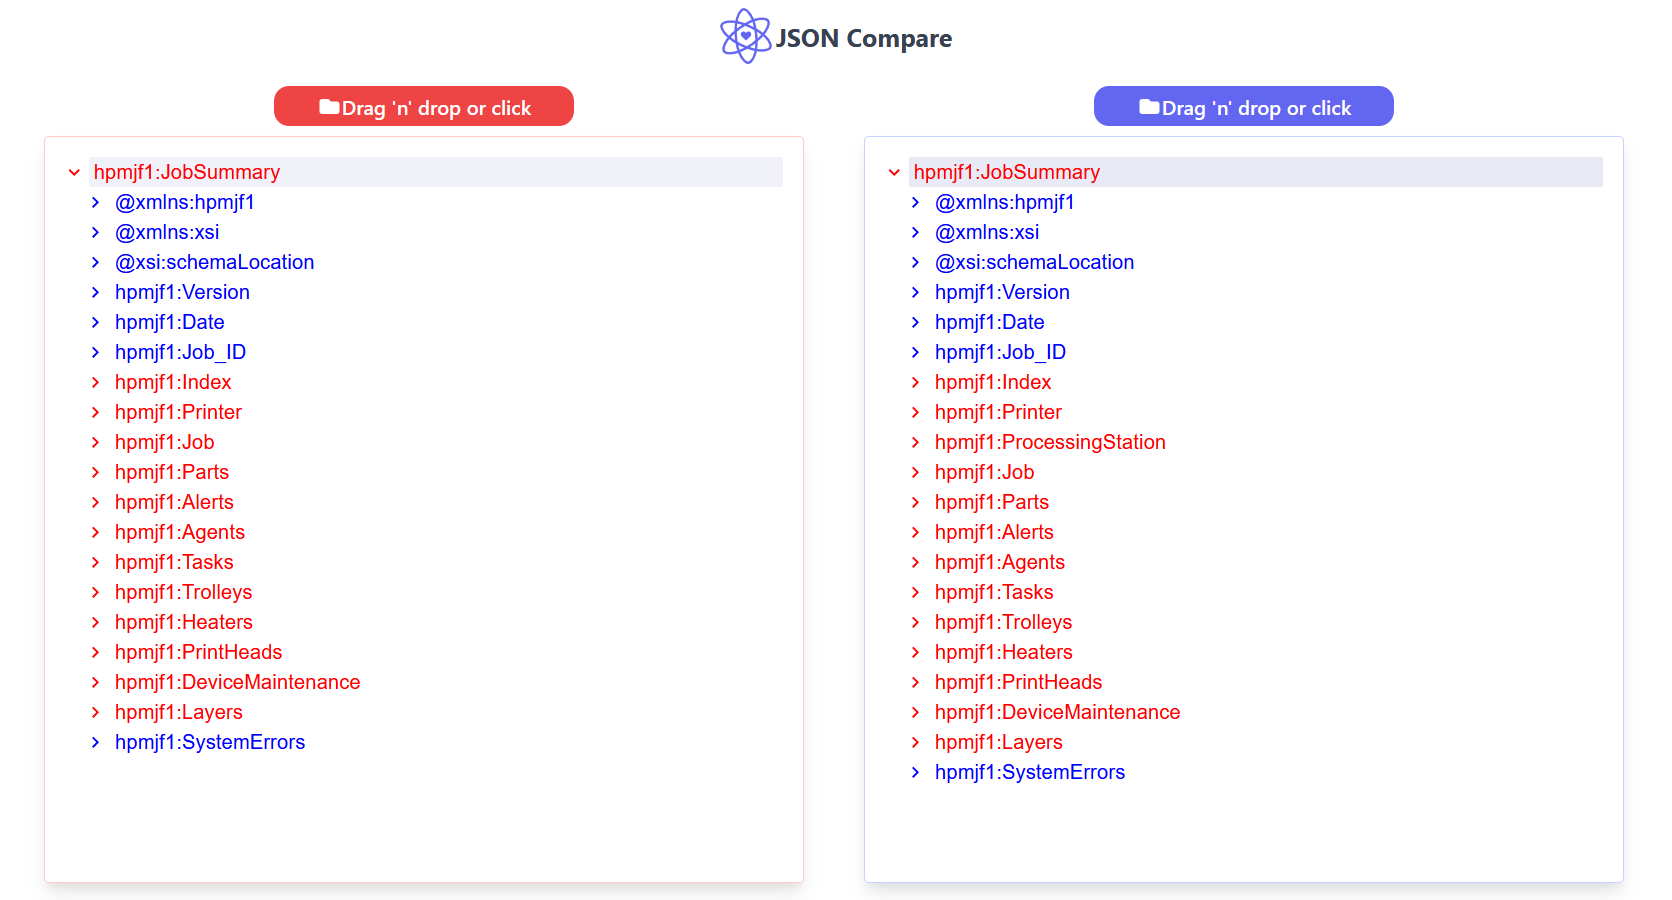 JSON Compare
Drag 'n' drop or click
hpmjf1:JobSummary
@xmlns:hpmjf1
@xmlns:xsi
@xsi:schemaLocation
hpmjf1:Version
hpmjf1:Date
hpmjf1:Job_ID
hpmjf1:Index
hpmjf1:Printer
hpmjf1:Job
hpmjf1:Parts
hpmjf1:Alerts
hpmjf1:Agents
hpmjf1:Tasks
hpmjf1:Trolleys
hpmjf1:Heaters
hpmjf1:PrintHeads
hpmjf1:DeviceMaintenance
hpmjf1:Layers
hpmjf1:SystemErrors
Drag 'n' drop or click
hpmjf1:JobSummary
@xmlns:hpmjf1
@xmlns:xsi
@xsi:schemaLocation
hpmjf1:Version
hpmjf1:Date
hpmjf1:Job_ID
hpmjf1:Index
hpmjf1:Printer
hpmjf1:ProcessingStation
hpmjf1:Job
hpmjf1:Parts
hpmjf1:Alerts
hpmjf1:Agents
hpmjf1:Tasks
hpmjf1:Trolleys
hpmjf1:Heaters
hpmjf1:PrintHeads
hpmjf1:DeviceMaintenance
hpmjf1:Layers
hpmjf1:SystemErrors